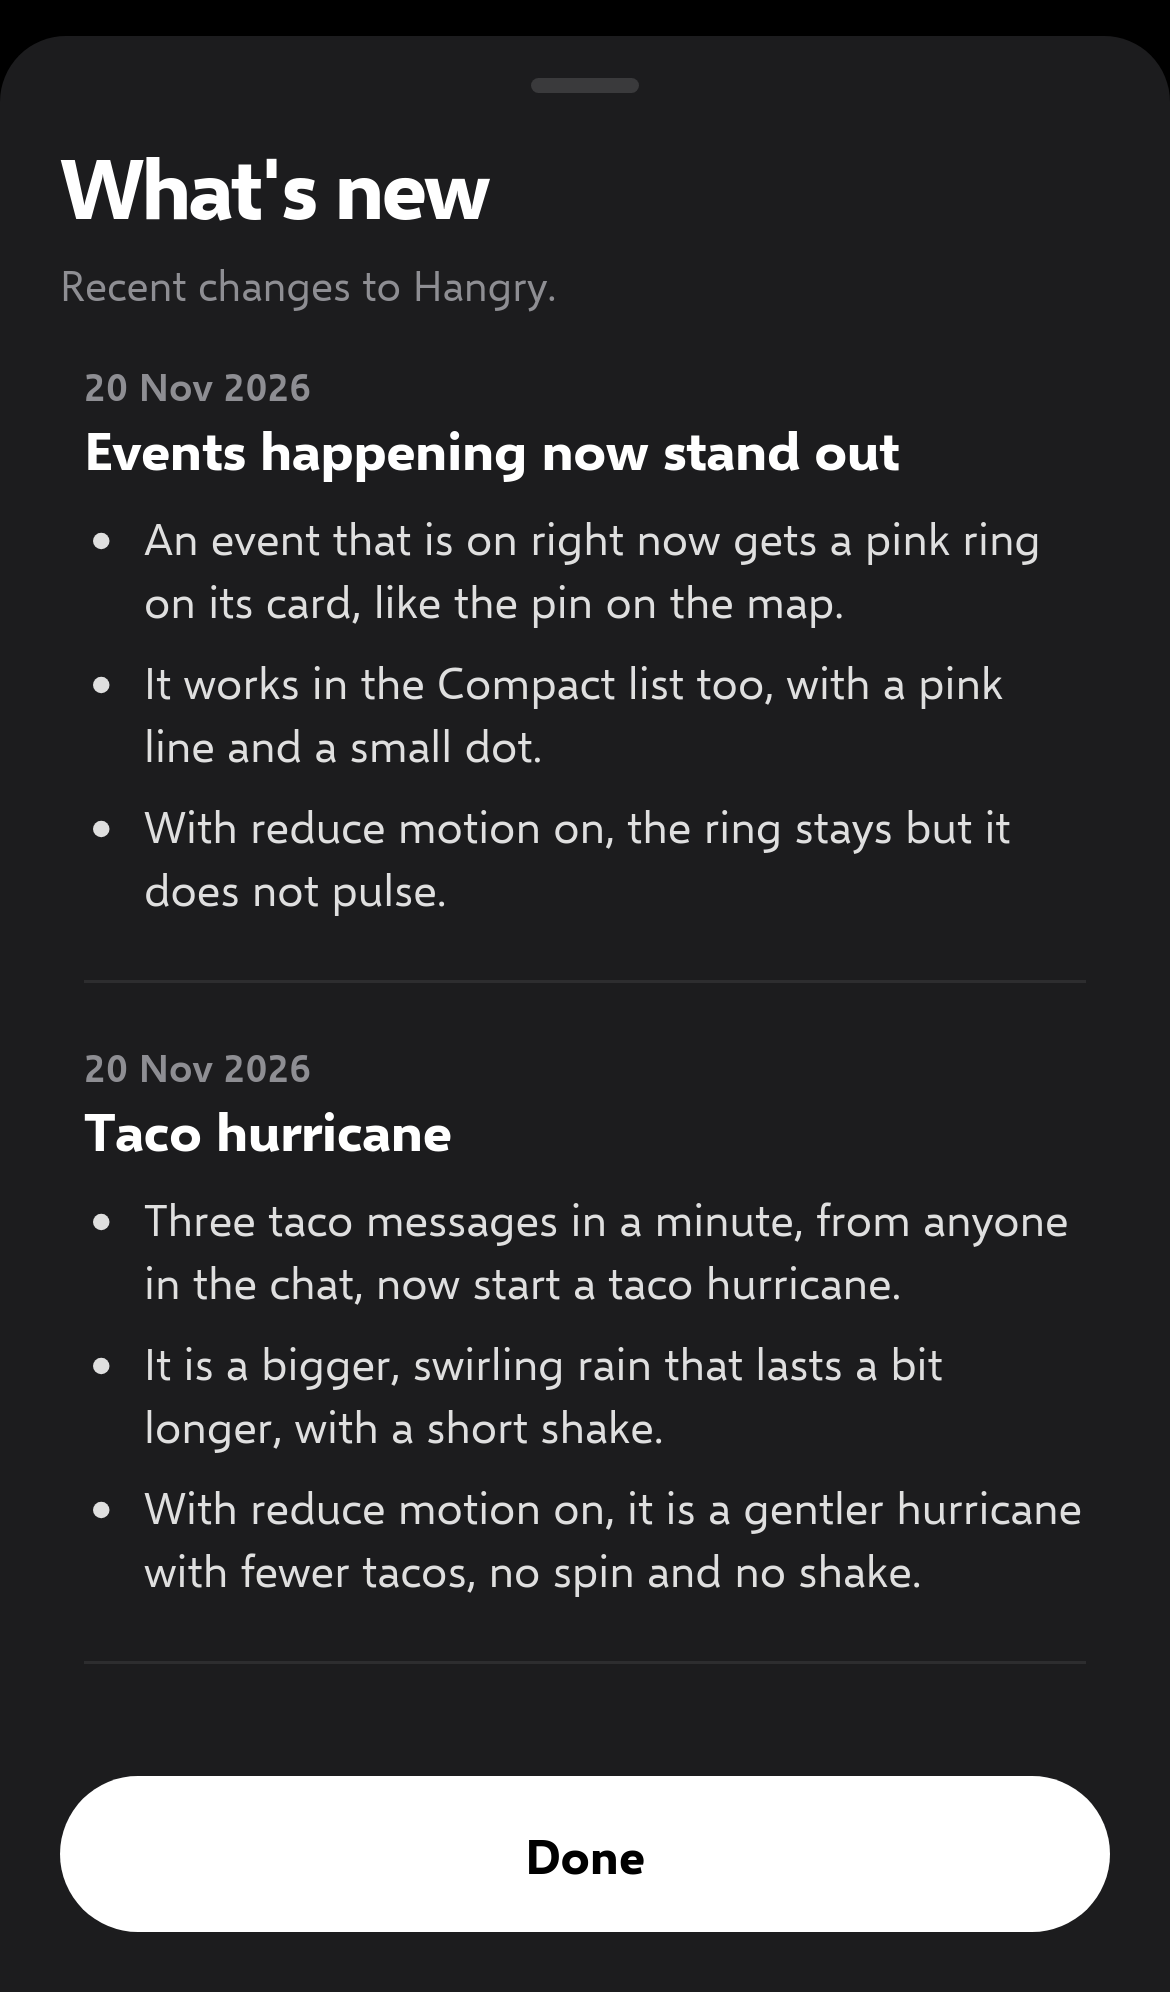 What's new
Recent changes to Hangry.
20 Nov 2026
Events happening now stand out
• An event that is on right now gets a pink ring
on its card, like the pin on the map.
• It works in the Compact list too, with a pink
line and a small dot.
• With reduce motion on, the ring stays but it
does not pulse.
20 Nov 2026
Taco hurricane
• Three taco messages in a minute, from anyone
in the chat, now start a taco hurricane.
• It is a bigger, swirling rain that lasts a bit
longer, with a short shake.
• With reduce motion on, it is a gentler hurricane
with fewer tacos, no spin and no shake.
Done